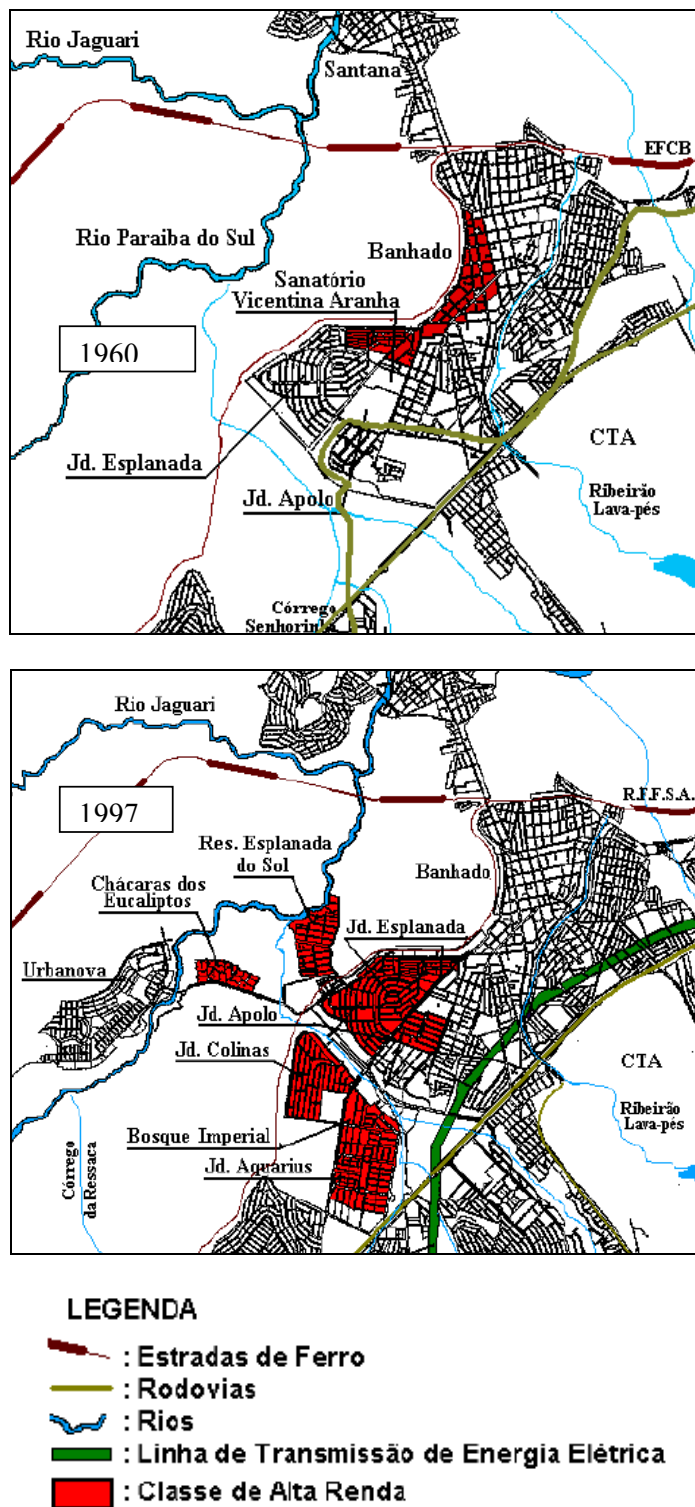 Rio Jaguari
Santana
EFCB
Rio Paraiba do Sul
Banhado
Sanatório
Vicentina Aranha
1960
CTA
Jd. Esplanada
Ribeirão
Lava-pés
Jd. Apolo
Córrego
Senhorinha
Rio Jaguari
R.F.F.S.A.
1997
Res. Esplanada
do Sol
Banhado
Chácaras dos
Eucaliptos
Jd. Esplanada
Urbanova
Jd. Apolo
Jd. Colinas
CTA
Ribeirão
Lava-pés
Bosque Imperial
Córrego
da Ressaca
Jd. Aquárius
LEGENDA
: Estradas de Ferro
: Rodovias
: Rios
: Linha de Transmissão de Energia Elétrica
: Classe de Alta Renda